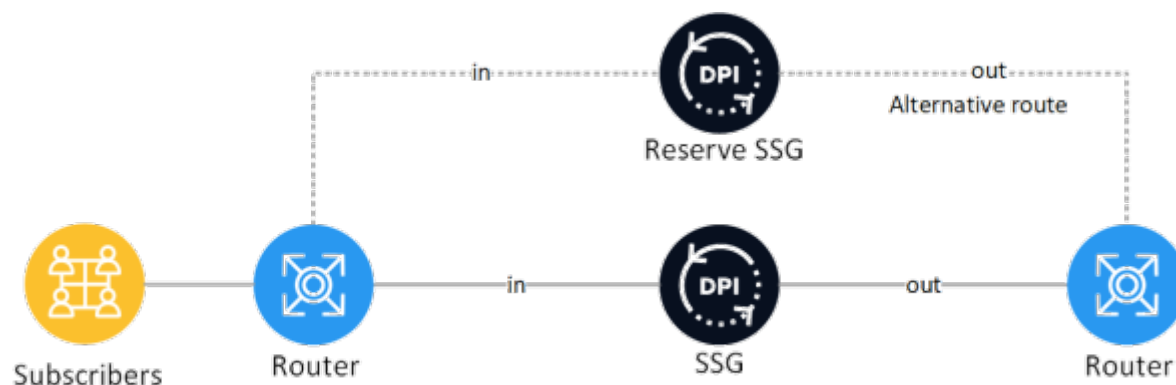 DPI
in
out
Alternative route
Reserve SSG
DPI
in
out
Subscribers
Router
SSG
Router